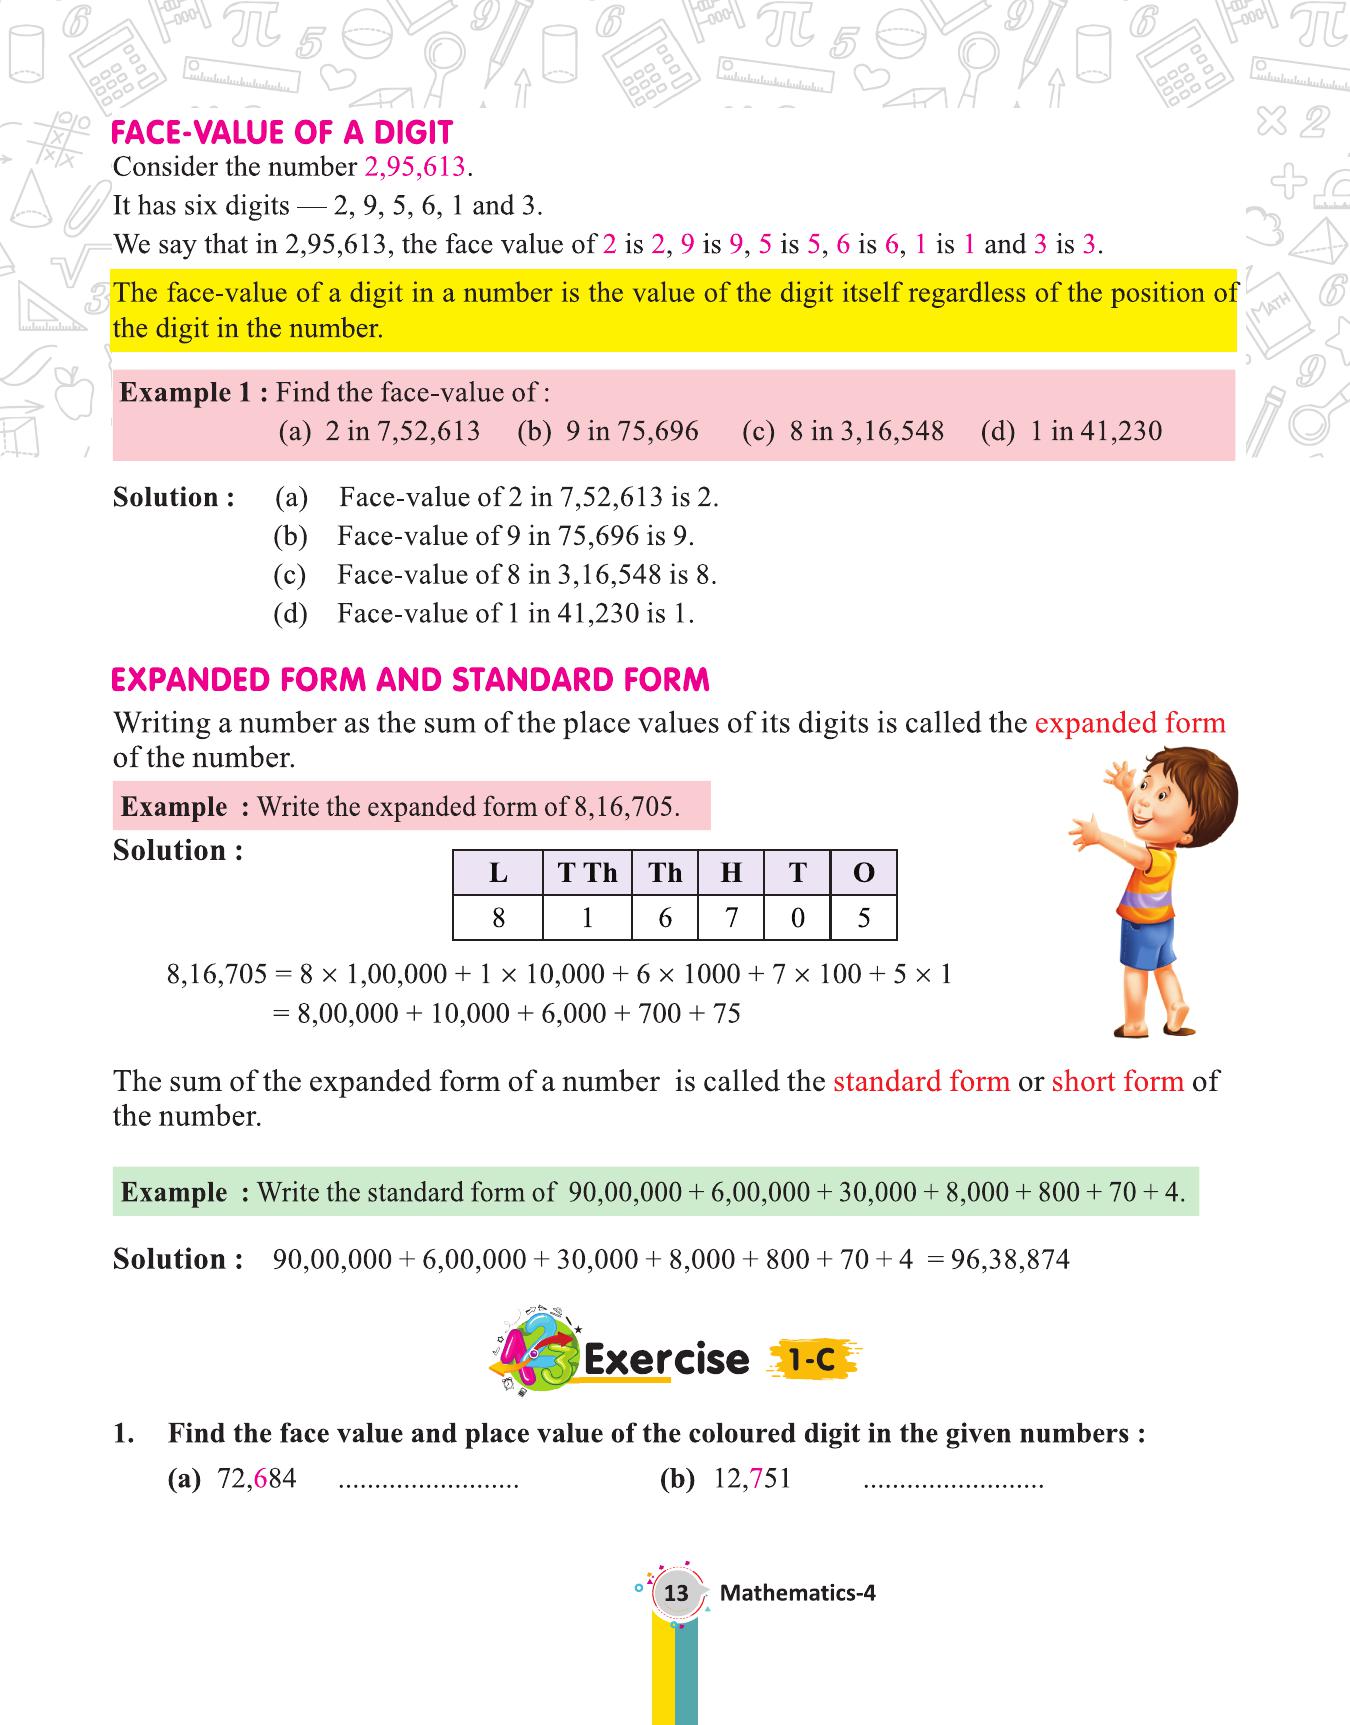 FACE-VALUE OF A DIGIT
Consider the number 2,95,613.
It has six digits — 2, 9, 5, 6, 1 and 3.
We say that in 2,95,613, the face value of 2 is 2, 9 is 9, 5 is 5, 6 is 6, 1 is 1 and 3 is 3.
The face-value of a digit in a number is the value of the digit itself regardless of the position of
the digit in the number.
Example 1 : Find the face-value of :
(a) 2 in 7,52,613 (b) 9 in 75,696 (c) 8 in 3,16,548 (d) 1 in 41,230
Solution : (a) Face-value of 2 in 7,52,613 is 2.
(b) Face-value of 9 in 75,696 is 9.
(c) Face-value of 8 in 3,16,548 is 8.
(d) Face-value of 1 in 41,230 is 1.
EXPANDED FORM AND STANDARD FORM
Writing a number as the sum of the place values of its digits is called the expanded form
of the number.
Example : Write the expanded form of 8,16,705.
Solution :
L T Th Th H T O
8 1 6 7 0 5
8,16,705 = 8 × 1,00,000 + 1 × 10,000 + 6 × 1000 + 7 × 100 + 5 × 1
= 8,00,000 + 10,000 + 6,000 + 700 + 75
The sum of the expanded form of a number is called the standard form or short form of
the number.
Example : Write the standard form of 90,00,000 + 6,00,000 + 30,000 + 8,000 + 800 + 70 + 4.
Solution : 90,00,000 + 6,00,000 + 30,000 + 8,000 + 800 + 70 + 4 = 96,38,874
Exercise 1-C
1. Find the face value and place value of the coloured digit in the given numbers :
(a) 72,684 ......................... (b) 12,751 .........................
13 Mathematics-4